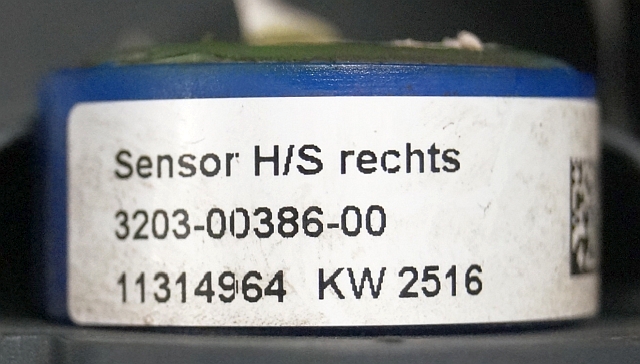 Sensor H/S rechts
3203-00386-00
11314964 KW 2516